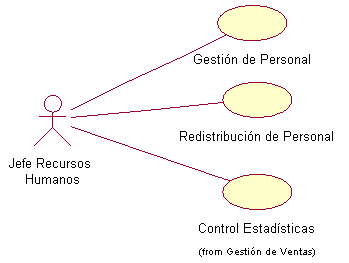 Gestión de Personal
Redistribución de Personal
Jefe Recursos
Humanos
Control Estadísticas
(from Gestión de Ventas)